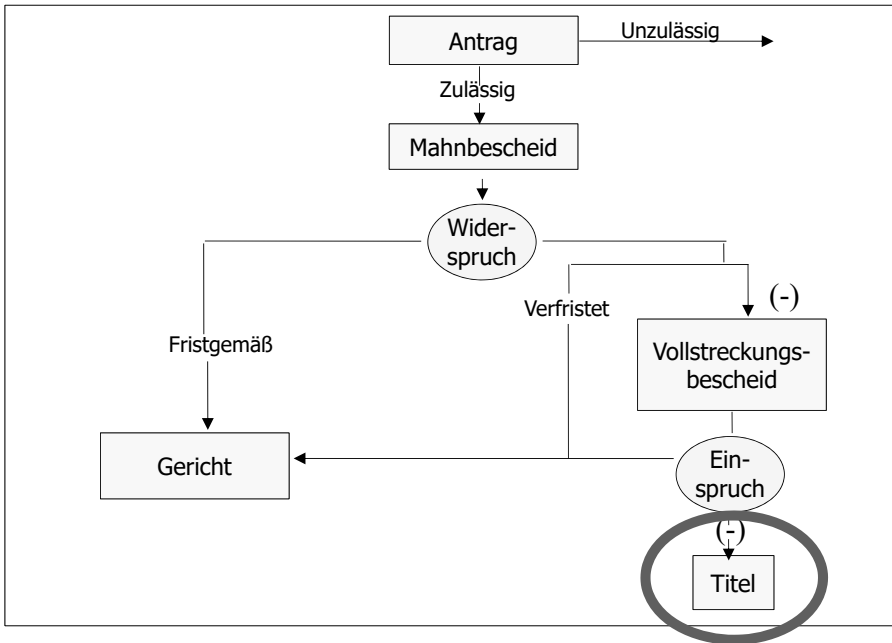 Antrag
Unzulässig
Zulässig
Mahnbescheid
Wider-
spruch
Verfristet
(-)
Fristgemäß
Vollstreckungs-
bescheid
Gericht
Ein-
spruch
(-)
Titel